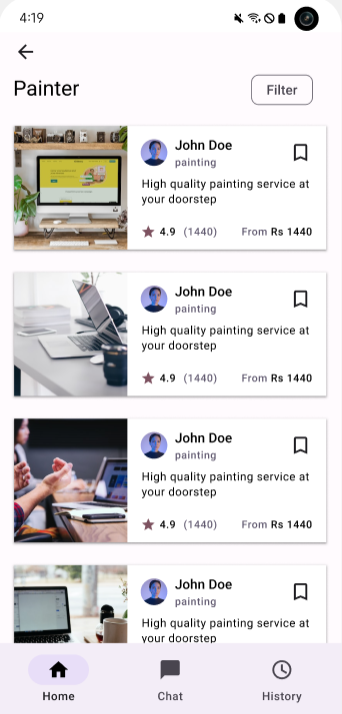 4:19
Painter
Filter
John Doe
painting
High quality painting service at
your doorstep
4.9 (1440) From Rs 1440
John Doe
painting
High quality painting service at
your doorstep
4.9 (1440) From Rs 1440
John Doe
painting
High quality painting service at
your doorstep
4.9 (1440) From Rs 1440
John Doe
painting
High quality painting service at
your doorstep
Home
Chat
History